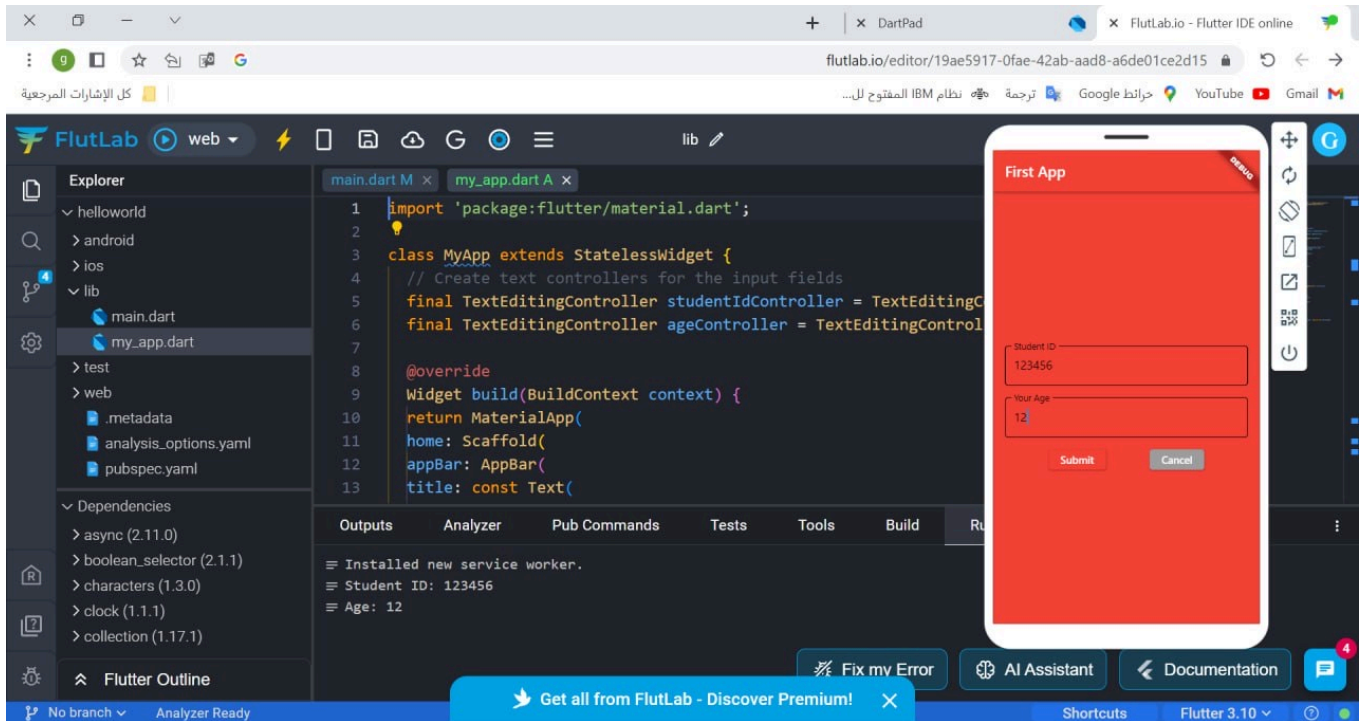 DartPad
FlutLab.io - Flutter IDE online
g
G
flutlab.io/editor/19ae5917-0fae-42ab-aad8-a6de01ce2d15
كل الإشارات المرجعية
نظام IBM المفتوح لل...
ترجمة
خرائط Google
YouTube
Gmail
FlutLab
web
G
lib
G
Explorer
helloworld
android
ios
lib
main.dart
my_app.dart
test
web
.metadata
analysis_options.yaml
pubspec.yaml
Dependencies
async (2.11.0)
boolean_selector (2.1.1)
characters (1.3.0)
clock (1.1.1)
collection (1.17.1)
Flutter Outline
4
R
main.dart M
my_app.dart A
1 import 'package:flutter/material.dart';
2
3 class MyApp extends StatelessWidget {
4 // Create text controllers for the input fields
5 final TextEditingController studentIdController = TextEditingC
6 final TextEditingController ageController = TextEditingControl
7
8 @override
9 Widget build(BuildContext context) {
10 return MaterialApp(
11 home: Scaffold(
12 appBar: AppBar(
13 title: const Text(
Outputs Analyzer Pub Commands Tests Tools Build Ru
Installed new service worker.
Student ID: 123456
Age: 12
First App
DEBUG
Student ID
123456
Your Age
12
Submit
Cancel
Fix my Error
AI Assistant
Documentation
4
Get all from FlutLab - Discover Premium!
No branch
Analyzer Ready
Shortcuts
Flutter 3.10